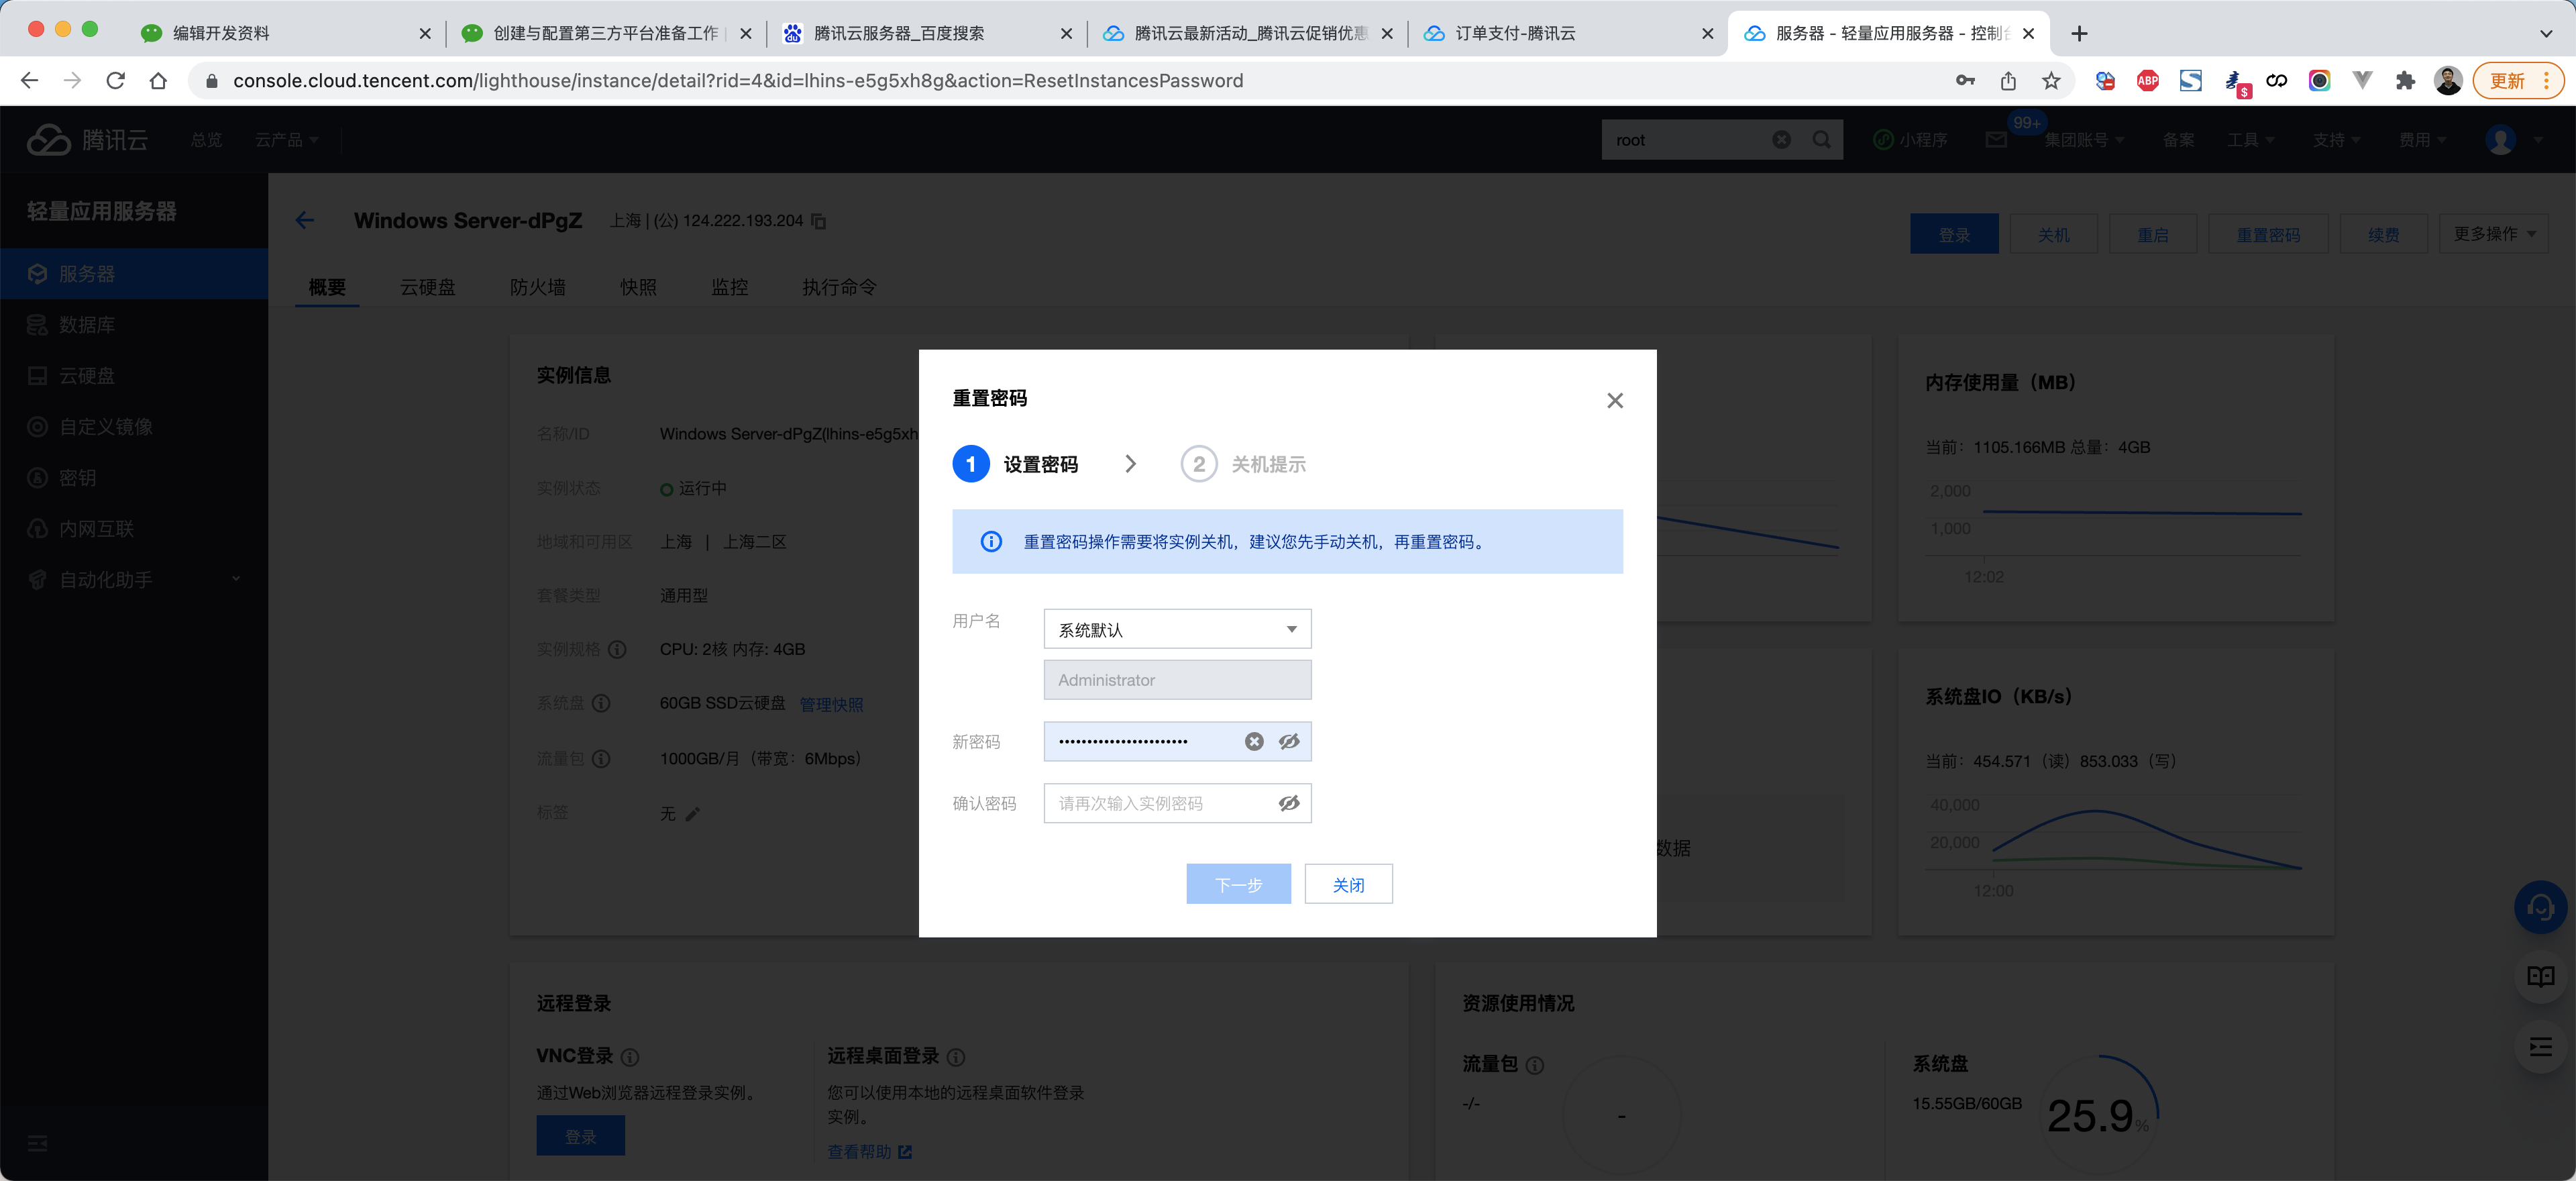 编辑开发资料
创建与配置第三方平台准备工作
腾讯云服务器_百度搜索
腾讯云最新活动_腾讯云促销优惠
订单支付-腾讯云
服务器 - 轻量应用服务器 - 控制台
console.cloud.tencent.com/lighthouse/instance/detail?rid=4&id=lhins-e5g5xh8g&action=ResetInstancesPassword
ABP
$
更新
腾讯云
总览
云产品
root
小程序
99+
集团账号
备案
工具
支持
费用
轻量应用服务器
服务器
数据库
云硬盘
自定义镜像
密钥
内网互联
自动化助手
Windows Server-dPgZ
上海 | (公) 124.222.193.204
登录
关机
重启
重置密码
续费
更多操作
概要
云硬盘
防火墙
快照
监控
执行命令
实例信息
名称/ID Windows Server-dPgZ(lhins-e5g5xh
实例状态 运行中
地域和可用区 上海 | 上海二区
套餐类型 通用型
实例规格 CPU: 2核 内存: 4GB
系统盘 60GB SSD云硬盘 管理快照
流量包 1000GB/月（带宽：6Mbps）
标签 无
重置密码
1 设置密码
2 关机提示
重置密码操作需要将实例关机，建议您先手动关机，再重置密码。
用户名 系统默认
Administrator
新密码 •••••••••••••••••••••••
确认密码 请再次输入实例密码
下一步
关闭
数据
内存使用量（MB）
当前：1105.166MB 总量：4GB
2,000
1,000
12:02
系统盘IO（KB/s）
当前：454.571（读）853.033（写）
40,000
20,000
12:00
远程登录
VNC登录
通过Web浏览器远程登录实例。
登录
远程桌面登录
您可以使用本地的远程桌面软件登录
实例。
查看帮助
资源使用情况
流量包
-/-
-
系统盘
15.55GB/60GB
25.9%